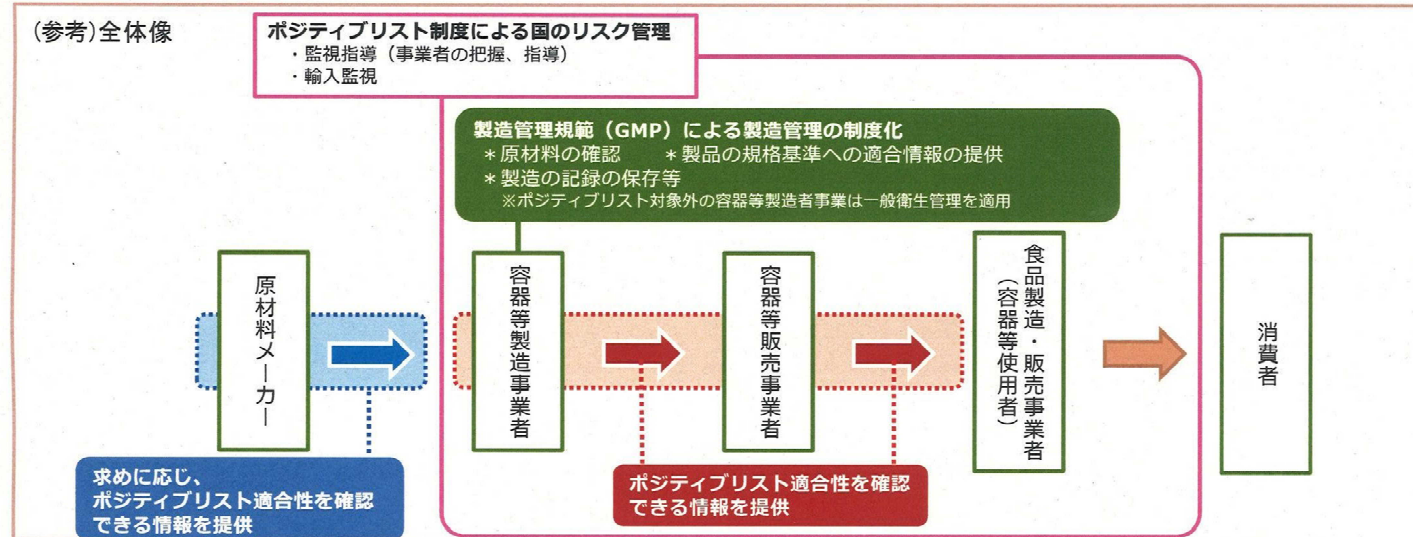 (参考)全体像
ポジティブリスト制度による国のリスク管理
・監視指導（事業者の把握、指導）
・輸入監視
製造管理規範（GMP）による製造管理の制度化
＊原材料の確認　＊製品の規格基準への適合情報の提供
＊製造の記録の保存等
※ポジティブリスト対象外の容器等製造者事業は一般衛生管理を適用
原材料メーカー
容器等製造事業者
容器等販売事業者
食品製造・販売事業者
（容器等使用者）
消費者
求めに応じ、
ポジティブリスト適合性を確認
できる情報を提供
ポジティブリスト適合性を確認
できる情報を提供